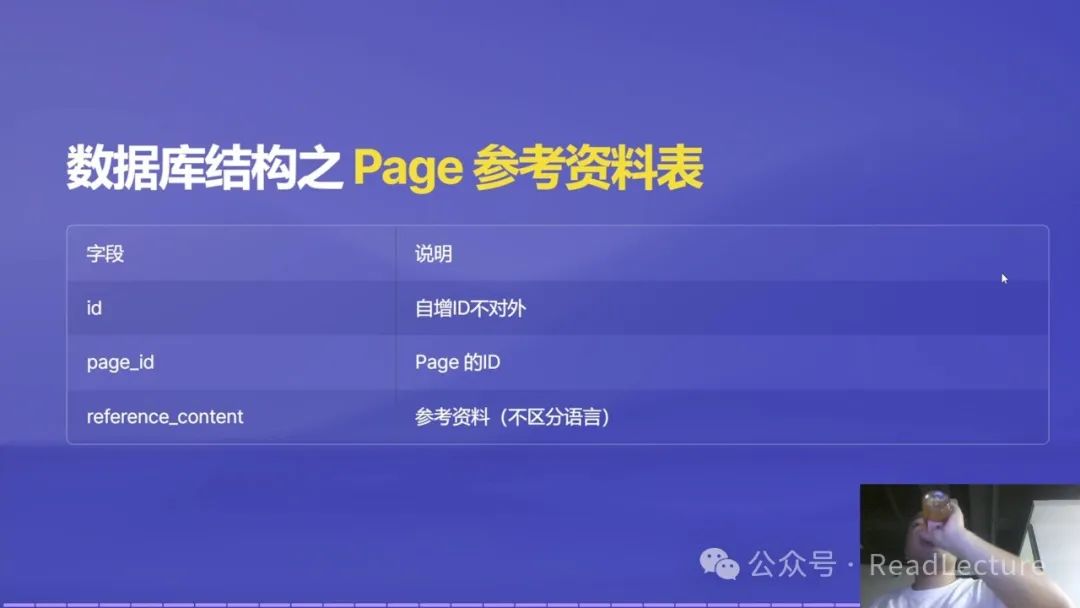 数据库结构之 Page 参考资料表
字段 说明
id 自增ID不对外
page_id Page 的ID
reference_content 参考资料（不区分语言）
公众号 · ReadLecture